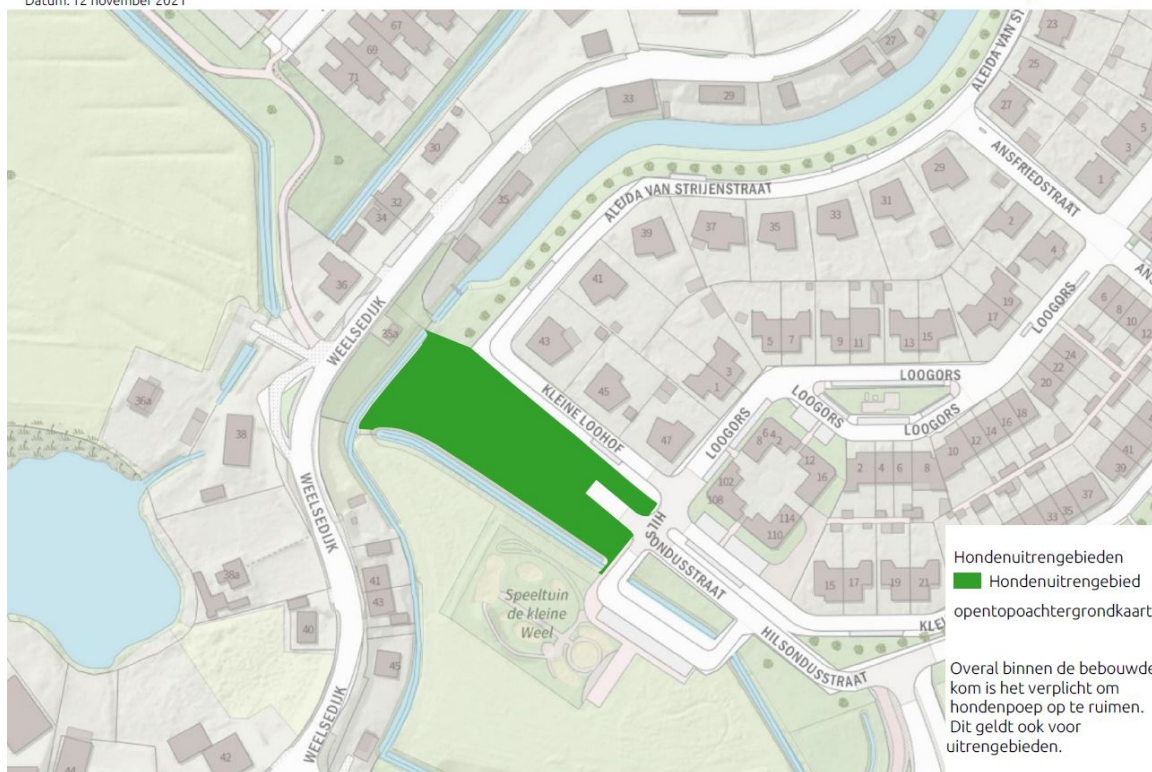 Datum: 12 november 2021
67
69
71
27
33
29
30
32
34
35
36
35a
36a
38
38a
40
41
43
45
42
44
WEELSEDIJK
WEELSEDIJK
WEELSEDIJK
ALEIDA VAN STRIJENSTRAAT
ALEIDA VAN ST
23
25
27
29
31
33
35
37
39
41
43
45
47
ANSFRIEDSTRAAT
5
3
1
2
4
KLEINE LOOHOF
3
1
5
7
9
11
13
15
17
19
LOOGORS
LOOGORS
LOOGORS
LOOGORS
LOOGORS
6
8
10
12
24
22
20
18
16
14
12
10
2
4
6
8
8
6
4
2
12
16
102
108
114
110
41
39
37
35
33
15
17
19
21
HILSONDUSSTRAAT
HILSONDUSSTRAAT
KLEI
Speeltuin
de kleine
Weel
Hondenuitrengebieden
Hondenuitrengebied
opentopoachtergrondkaart
Overal binnen de bebouwde
kom is het verplicht om
hondenpoep op te ruimen.
Dit geldt ook voor
uitrengebieden.